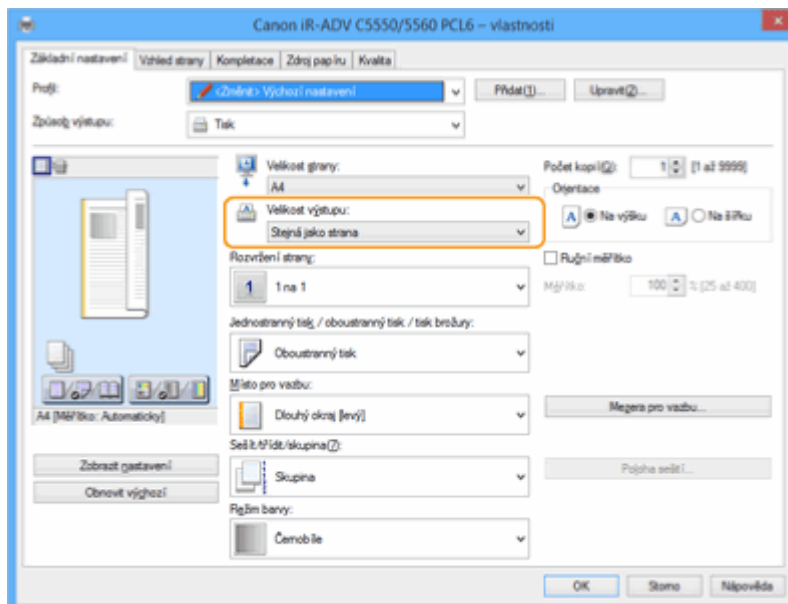 Canon iR-ADV C5550/5560 PCL6 – vlastnosti
Základní nastavení Vzhled strany Kompletace Zdroj papíru Kvalita
Profil: <Změnit> Výchozí nastavení Přidat(1)... Upravit(2)...
Způsob výstupu: Tisk
Velikost strany:
A4
Velikost výstupu:
Stejná jako strana
Počet kopií(Q): 1 [1 až 9999]
Orientace
A Na výšku A Na šířku
Rozvržení strany:
1 1 na 1
Ruční měřítko
Měřítko: 100 % [25 až 400]
Jednostranný tisk / oboustranný tisk / tisk brožury:
Oboustranný tisk
Místo pro vazbu:
Dlouhý okraj [levý]
Mezera pro vazbu...
A4 [Měřítko: Automaticky]
Sešít/třídit/skupina(Z):
Skupina
Poloha sešití...
Zobrazit nastavení
Obnovit výchozí
Režim barvy:
Černobíle
OK Storno Nápověda